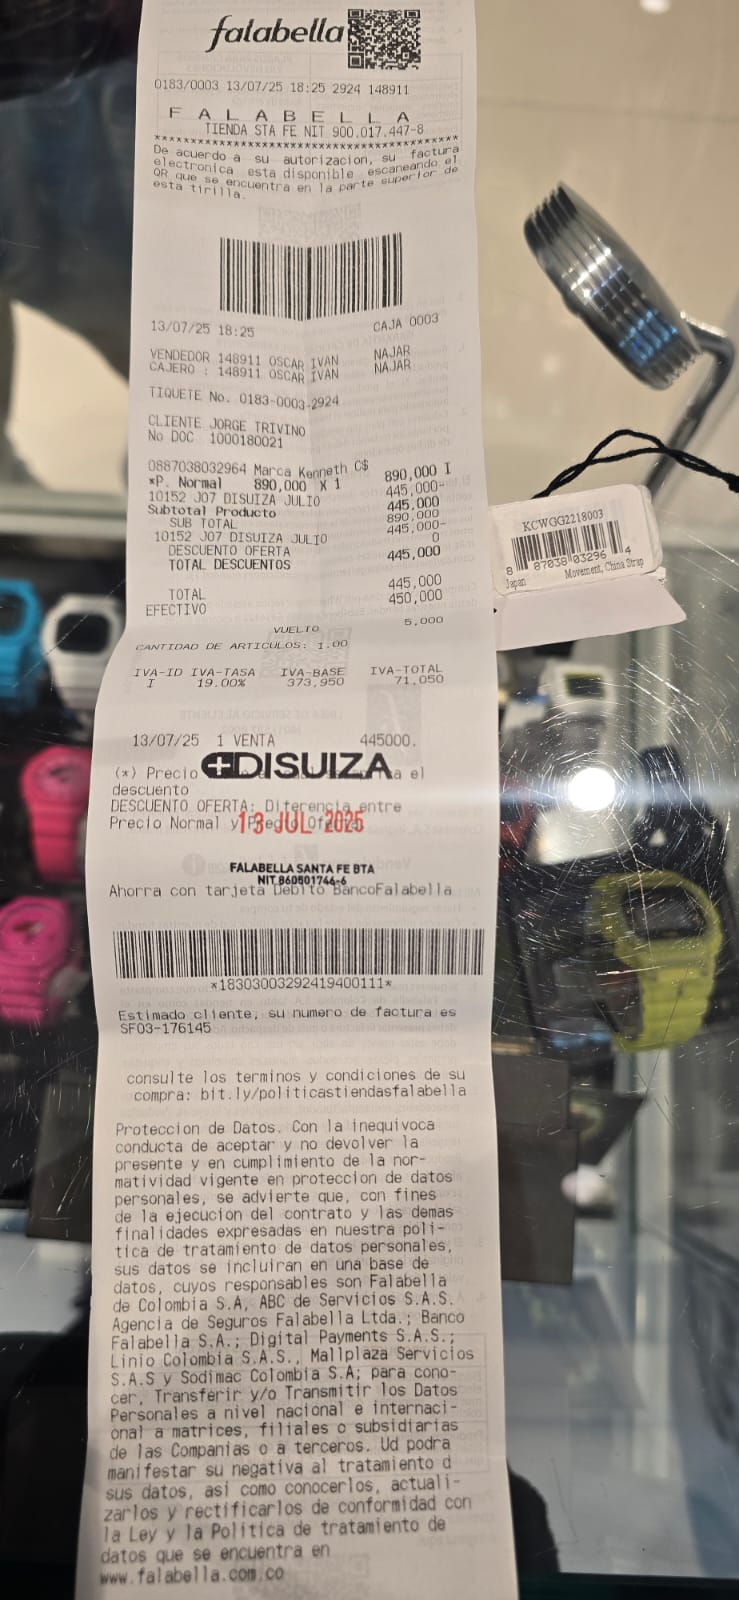 falabella
0183/0003 13/07/25 18:25 2924 148911
F A L A B E L L A
TIENDA STA FE NIT 900.017.447-8
****************************************
De acuerdo a su autorizacion, su factura
electronica esta disponible escaneando el
QR que se encuentra en la parte superior de
esta tirilla.
13/07/25 18:25 CAJA 0003
VENDEDOR 148911 OSCAR IVAN NAJAR
CAJERO : 148911 OSCAR IVAN NAJAR
TIQUETE No. 0183-0003-2924
CLIENTE JORGE TRIVINO
No DOC 1000180021
0887038032964 Marca Kenneth C$ 890,000 I
*P. Normal 890,000 X 1
10152 J07 DISUIZA JULIO 445,000-
Subtotal Producto 445,000
SUB TOTAL 890,000
10152 J07 DISUIZA JULIO 445,000-
DESCUENTO OFERTA 0
TOTAL DESCUENTOS 445,000
TOTAL 445,000
EFECTIVO 450,000
VUELTO 5,000
CANTIDAD DE ARTICULOS: 1.00
IVA-ID IVA-TASA IVA-BASE IVA-TOTAL
I 19.00% 373,950 71,050
13/07/25 1 VENTA 445000.
DISUIZA
(*) Precio a el
descuento
DESCUENTO OFERTA: Diferencia entre
Precio Normal y
13 JUL 2025
FALABELLA SANTA FE BTA
NIT 860501746-6
Ahorra con tarjeta Debito BancoFalabella
*18303003292419400111*
Estimado cliente, su numero de factura es
SF03-176145
consulte los terminos y condiciones de su
compra: bit.ly/politicastiendasfalabella
Proteccion de Datos. Con la inequivoca
conducta de aceptar y no devolver la
presente y en cumplimiento de la nor-
matividad vigente en proteccion de datos
personales, se advierte que, con fines
de la ejecucion del contrato y las demas
finalidades expresadas en nuestra poli-
tica de tratamiento de datos personales,
sus datos se incluiran en una base de
datos, cuyos responsables son Falabella
de Colombia S.A, ABC de Servicios S.A.S.
Agencia de Seguros Falabella Ltda.; Banco
Falabella S.A.; Digital Payments S.A.S.;
Linio Colombia S.A.S., Mallplaza Servicios
S.A.S y Sodimac Colombia S.A; para cono-
cer, Transferir y/o Transmitir los Datos
Personales a nivel nacional e internaci-
onal a matrices, filiales o subsidiarias
de las Companias o a terceros. Ud podra
manifestar su negativa al tratamiento d
sus datos, asi como conocerlos, actuali-
zarlos y rectificarlos de conformidad con
la Ley y la Politica de tratamiento de
datos que se encuentra en
www.falabella.com.co
KCWGG2218003
8 87038 03296 4
Japan Movement, China Strap